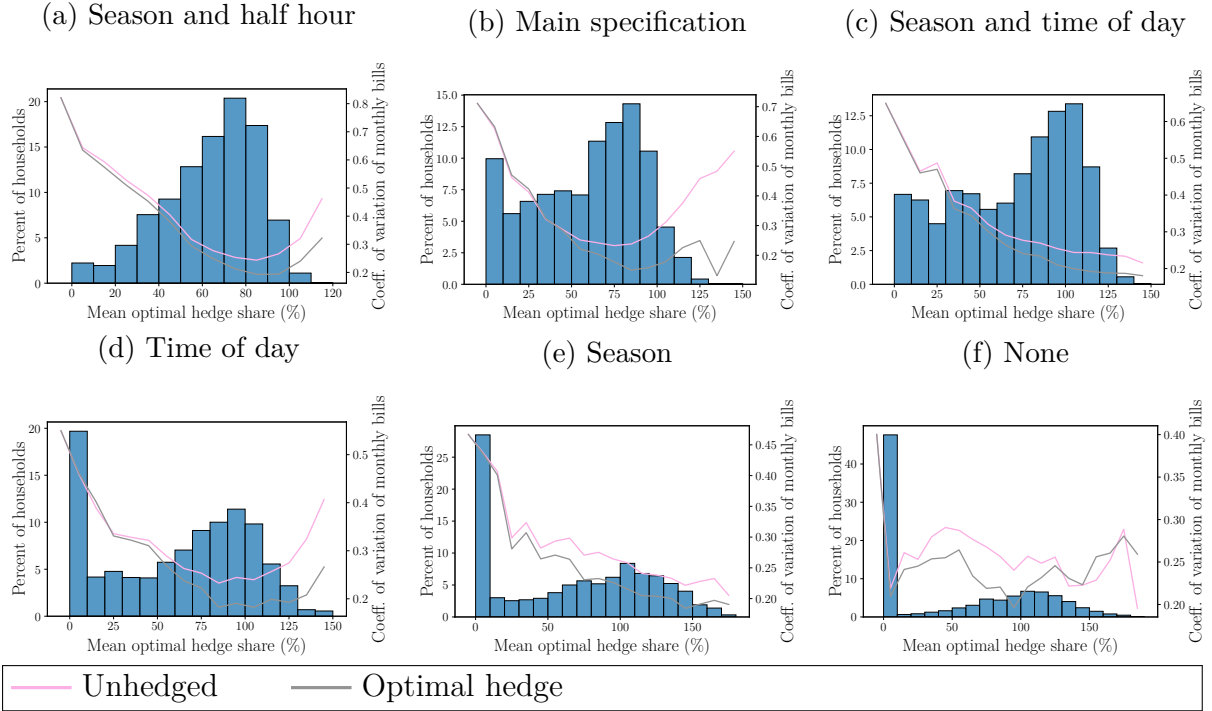 (a) Season and half hour
(b) Main specification
(c) Season and time of day
Percent of households
20
15
10
5
0
0 20 40 60 80 100 120
Mean optimal hedge share (%)
0.8
0.7
0.6
0.5
0.4
0.3
0.2
Coeff. of variation of monthly bills
Percent of households
15.0
12.5
10.0
7.5
5.0
2.5
0.0
0 25 50 75 100 125 150
Mean optimal hedge share (%)
0.7
0.6
0.5
0.4
0.3
0.2
Coeff. of variation of monthly bills
Percent of households
12.5
10.0
7.5
5.0
2.5
0.0
0 25 50 75 100 125 150
Mean optimal hedge share (%)
0.6
0.5
0.4
0.3
0.2
Coeff. of variation of monthly bills
(d) Time of day
(e) Season
(f) None
Percent of households
20
15
10
5
0
0 25 50 75 100 125 150
Mean optimal hedge share (%)
0.5
0.4
0.3
0.2
Coeff. of variation of monthly bills
Percent of households
25
20
15
10
5
0
0 50 100 150
Mean optimal hedge share (%)
0.45
0.40
0.35
0.30
0.25
0.20
Coeff. of variation of monthly bills
Percent of households
40
30
20
10
0
0 50 100 150
Mean optimal hedge share (%)
0.40
0.35
0.30
0.25
0.20
Coeff. of variation of monthly bills
Unhedged
Optimal hedge